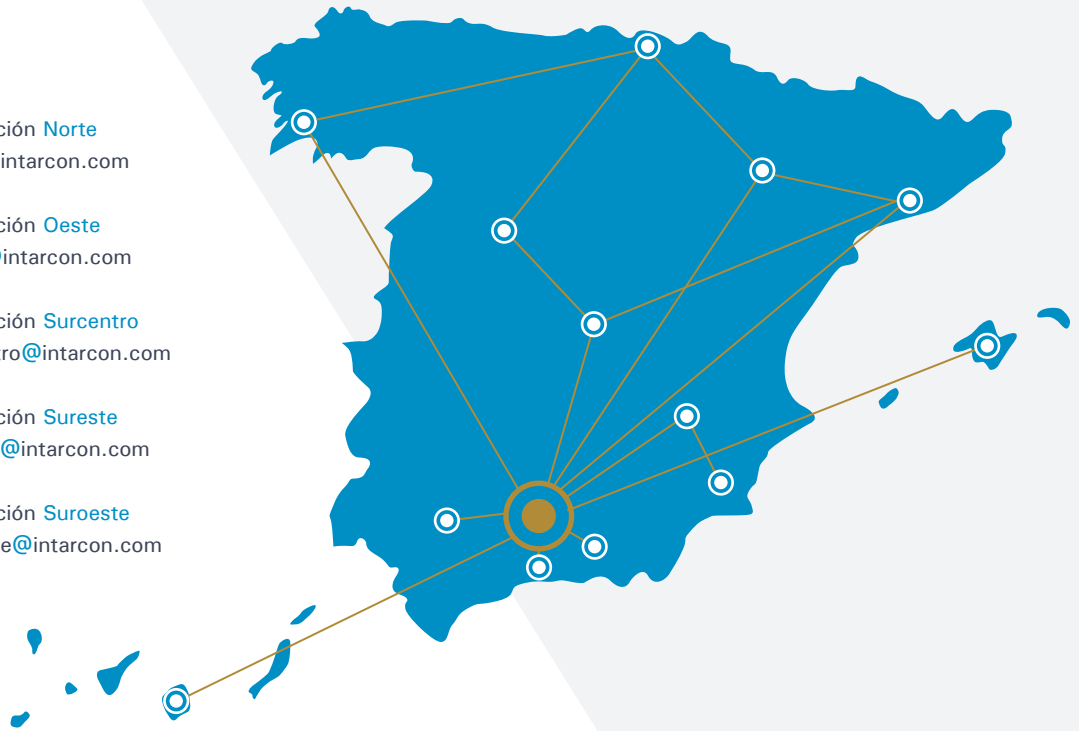 ción Norte
intarcon.com
ción Oeste
@intarcon.com
ción Surcentro
tro@intarcon.com
ción Sureste
@intarcon.com
ción Suroeste
e@intarcon.com